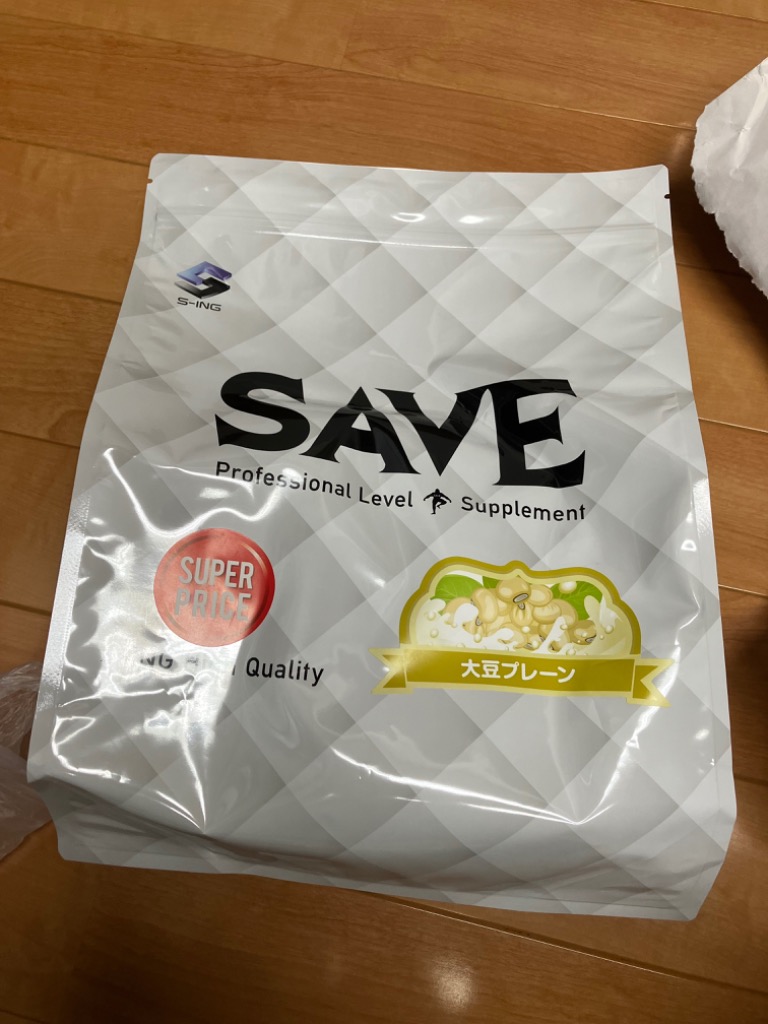 S-ING
SAVE
Professional Level Supplement
SUPER
PRICE
Quality
大豆プレーン